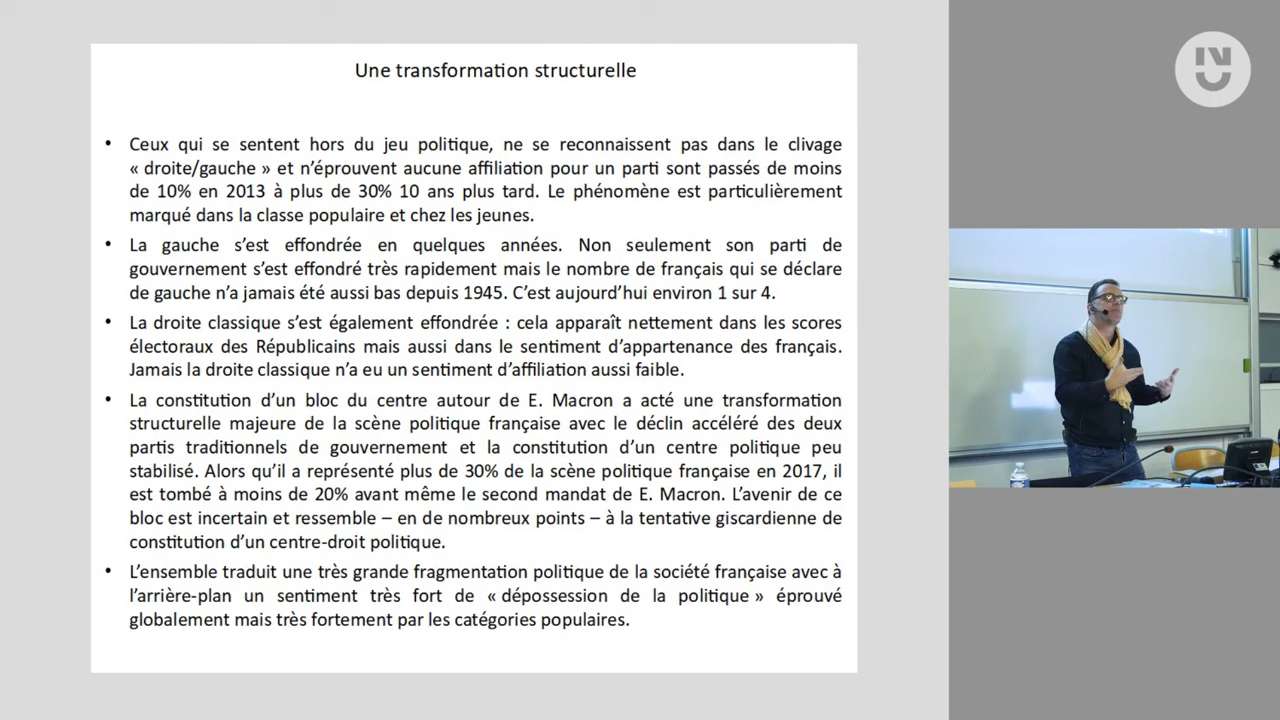 Une transformation structurelle
• Ceux qui se sentent hors du jeu politique, ne se reconnaissent pas dans le clivage
« droite/gauche » et n’éprouvent aucune affiliation pour un parti sont passés de moins
de 10% en 2013 à plus de 30% 10 ans plus tard. Le phénomène est particulièrement
marqué dans la classe populaire et chez les jeunes.
• La gauche s’est effondrée en quelques années. Non seulement son parti de
gouvernement s’est effondré très rapidement mais le nombre de français qui se déclare
de gauche n’a jamais été aussi bas depuis 1945. C’est aujourd’hui environ 1 sur 4.
• La droite classique s’est également effondrée : cela apparaît nettement dans les scores
électoraux des Républicains mais aussi dans le sentiment d’appartenance des français.
Jamais la droite classique n’a eu un sentiment d’affiliation aussi faible.
• La constitution d’un bloc du centre autour de E. Macron a acté une transformation
structurelle majeure de la scène politique française avec le déclin accéléré des deux
partis traditionnels de gouvernement et la constitution d’un centre politique peu
stabilisé. Alors qu’il a représenté plus de 30% de la scène politique française en 2017, il
est tombé à moins de 20% avant même le second mandat de E. Macron. L’avenir de ce
bloc est incertain et ressemble – en de nombreux points – à la tentative giscardienne de
constitution d’un centre-droit politique.
• L’ensemble traduit une très grande fragmentation politique de la société française avec à
l’arrière-plan un sentiment très fort de « dépossession de la politique » éprouvé
globalement mais très fortement par les catégories populaires.
INU